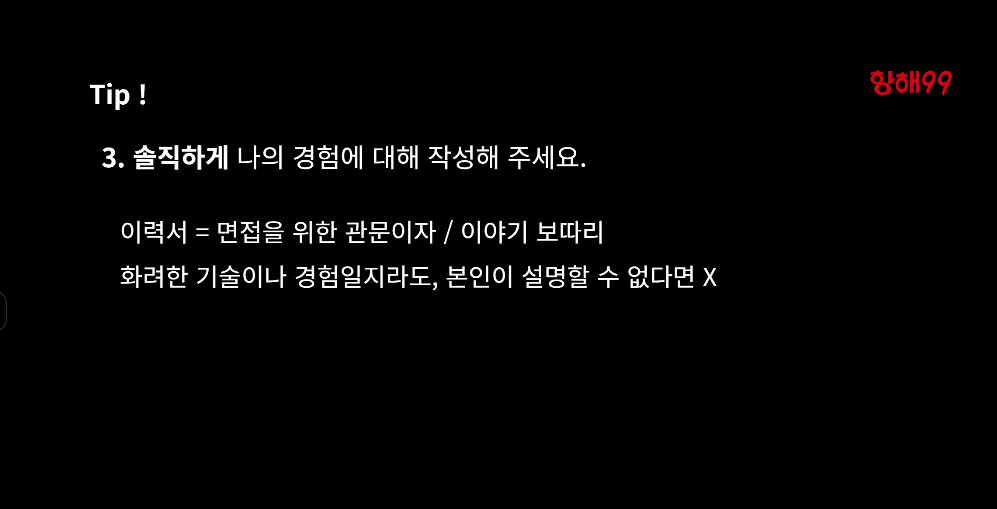 항해99
Tip !
3. 솔직하게 나의 경험에 대해 작성해 주세요.
이력서 = 면접을 위한 관문이자 / 이야기 보따리
화려한 기술이나 경험일지라도, 본인이 설명할 수 없다면 X